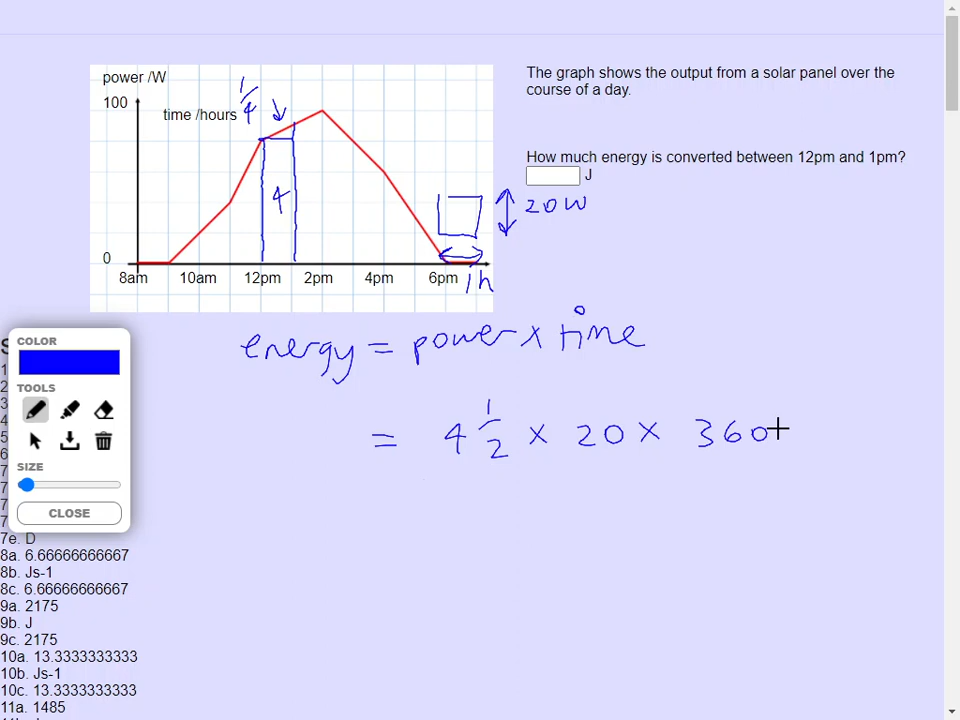 power /W
The graph shows the output from a solar panel over the
course of a day.
100
time /hours
1/4
How much energy is converted between 12pm and 1pm?
J
4
20W
0
8am 10am 12pm 2pm 4pm 6pm
1h
energy = power x time
= 4 1/2 x 20 x 360
COLOR
TOOLS
SIZE
CLOSE
7e. D
8a. 6.66666666667
8b. Js-1
8c. 6.66666666667
9a. 2175
9b. J
9c. 2175
10a. 13.3333333333
10b. Js-1
10c. 13.3333333333
11a. 1485